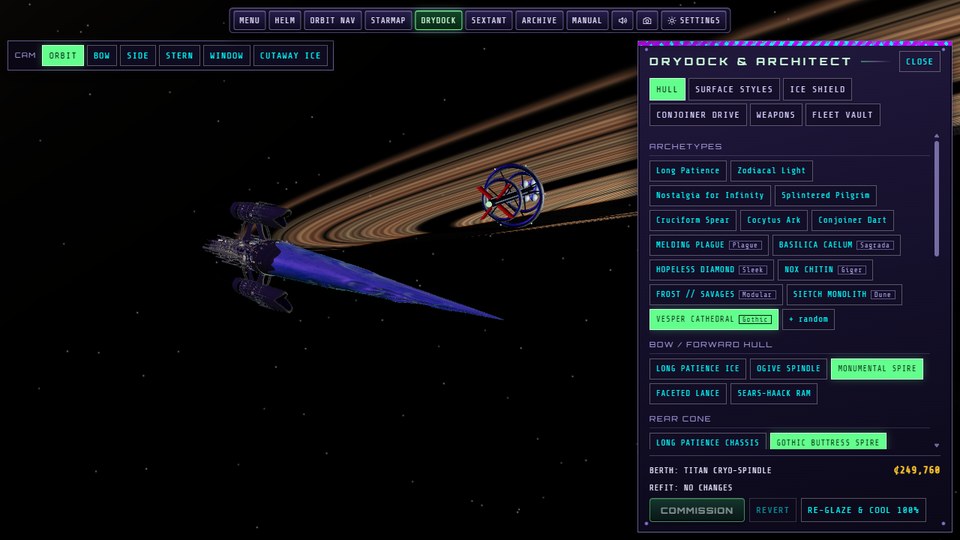 MENU HELM ORBIT NAV STARMAP DRYDOCK SEXTANT ARCHIVE MANUAL SETTINGS
CAM ORBIT BOW SIDE STERN WINDOW CUTAWAY ICE
DRYDOCK & ARCHITECT CLOSE
HULL SURFACE STYLES ICE SHIELD
CONJOINER DRIVE WEAPONS FLEET VAULT
ARCHETYPES
Long Patience Zodiacal Light
Nostalgia for Infinity Splintered Pilgrim
Cruciform Spear Cocytus Ark Conjoiner Dart
MELDING PLAGUE Plague BASILICA CAELUM Sagrada
HOPELESS DIAMOND Sleek NOX CHITIN Giger
FROST // SAVAGES Modular SIETCH MONOLITH Dune
VESPER CATHEDRAL Gothic + random
BOW / FORWARD HULL
LONG PATIENCE ICE OGIVE SPINDLE MONUMENTAL SPIRE
FACETED LANCE SEARS-HAACK RAM
REAR CONE
LONG PATIENCE CHASSIS GOTHIC BUTTRESS SPIRE
BERTH: TITAN CRYO-SPINDLE ₡249,760
REFIT: NO CHANGES
COMMISSION REVERT RE-GLAZE & COOL 100%